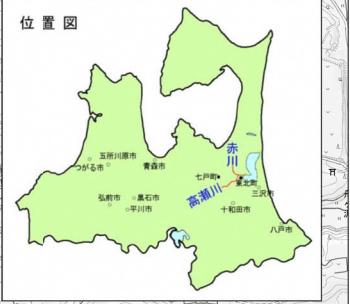 位置図
五所川原市
つがる市
青森市
弘前市
黒石市
平川市
七戸町
赤川
東北町
高瀬川
三沢市
十和田市
八戸市